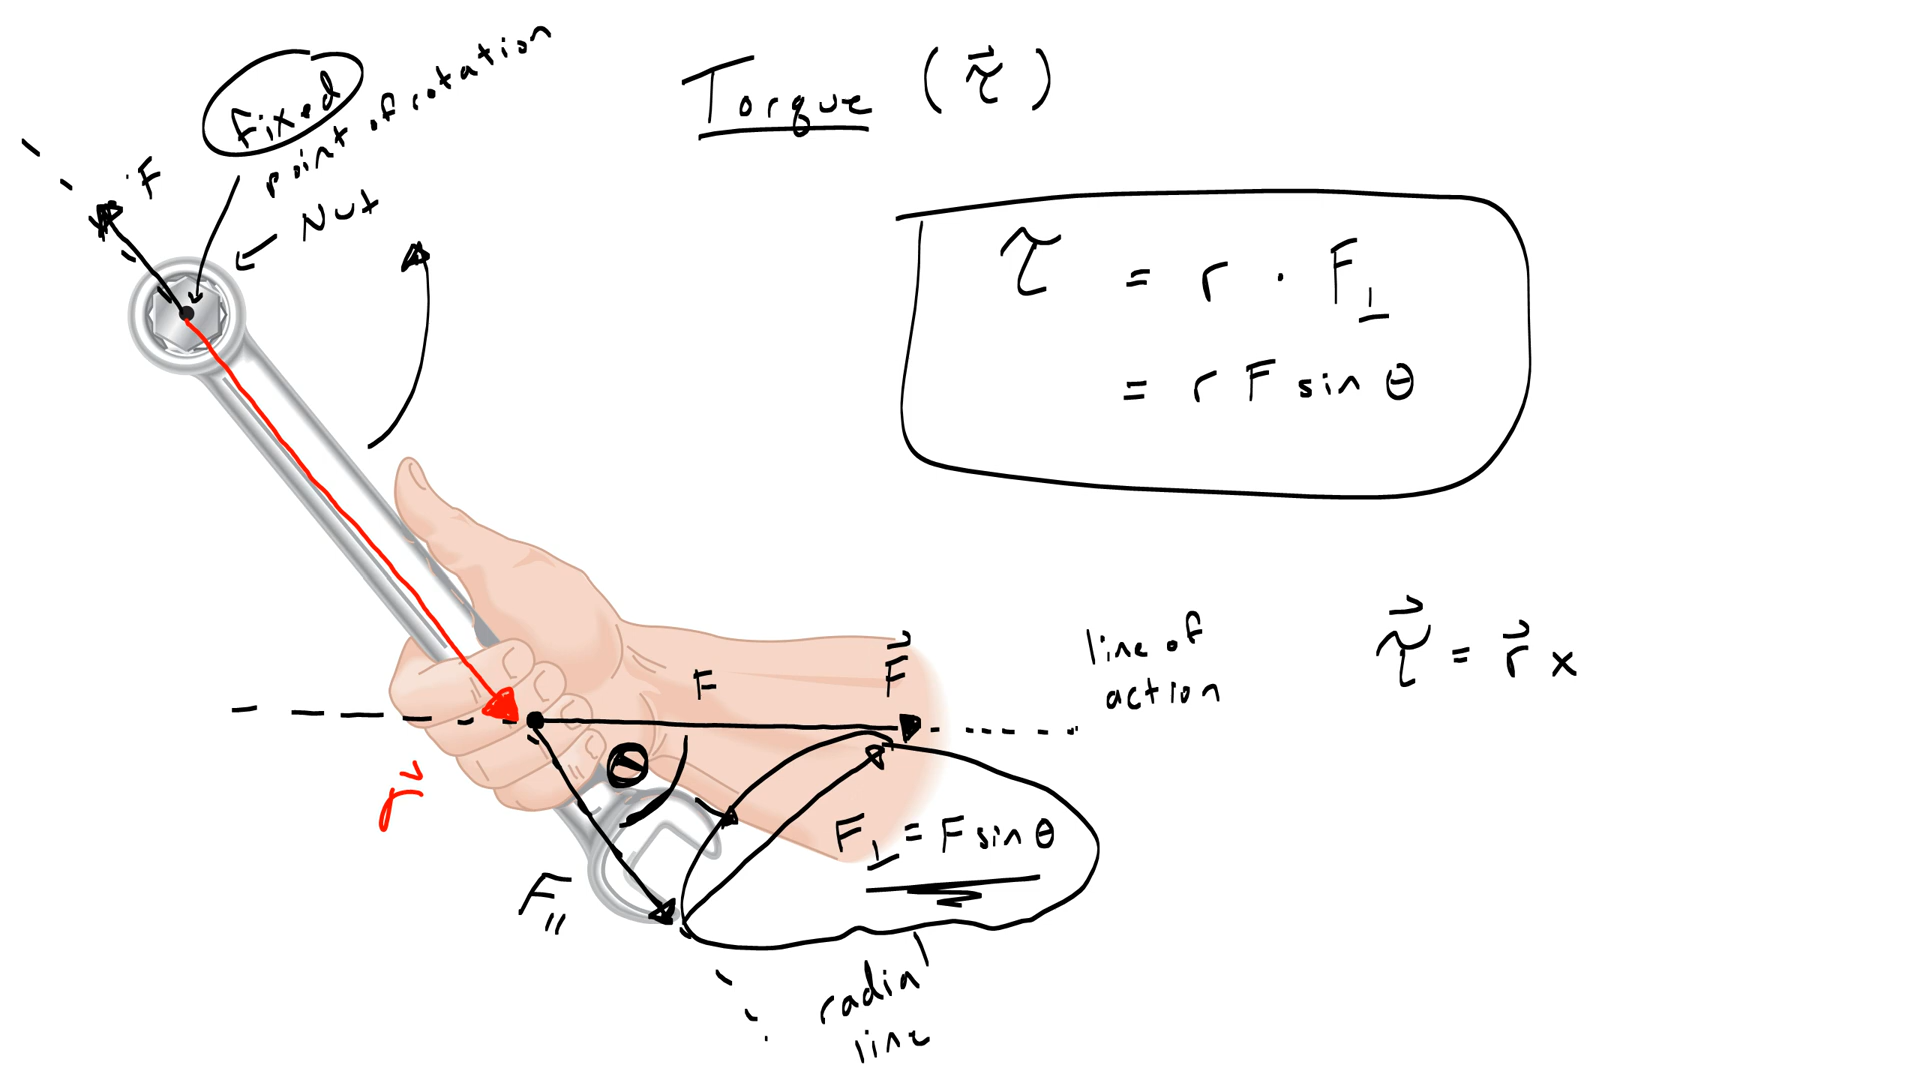 Torque (τ⃗)
fixed
point of rotation
F
Nut
τ = r · F⊥
= r F sin θ
line of
action
τ⃗ = r⃗ ×
F
F⃗
θ
r⃗
F⊥ = F sin θ
F∥
radial
line